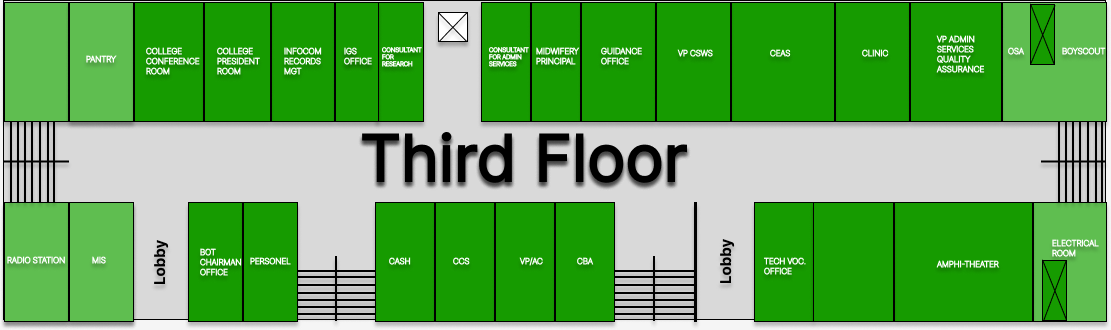 PANTRY
COLLEGE
CONFERENCE
ROOM
COLLEGE
PRESIDENT
ROOM
INFOCOM
RECORDS
MGT
IGS
OFFICE
CONSULTANT
FOR
RESEARCH
CONSULTANT
FOR ADMIN
SERVICES
MIDWIFERY
PRINCIPAL
GUIDANCE
OFFICE
VP CSWS
CEAS
CLINIC
VP ADMIN
SERVICES
QUALITY
ASSURANCE
OSA
BOYSCOUT
Third Floor
RADIO STATION
MIS
Lobby
BOT
CHAIRMAN
OFFICE
PERSONEL
CASH
CCS
VP/AC
CBA
Lobby
TECH VOC.
OFFICE
AMPHI-THEATER
ELECTRICAL
ROOM